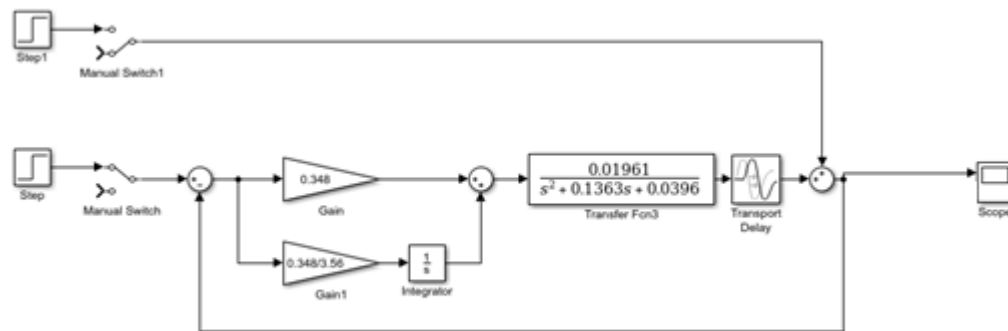 Step1
Manual Switch1
Step
Manual Switch
0.348
Gain
0.348/3.56
Gain1
1
s
Integrator
0.01961
s² + 0.1363s + 0.0396
Transfer Fcn3
Transport
Delay
Scope